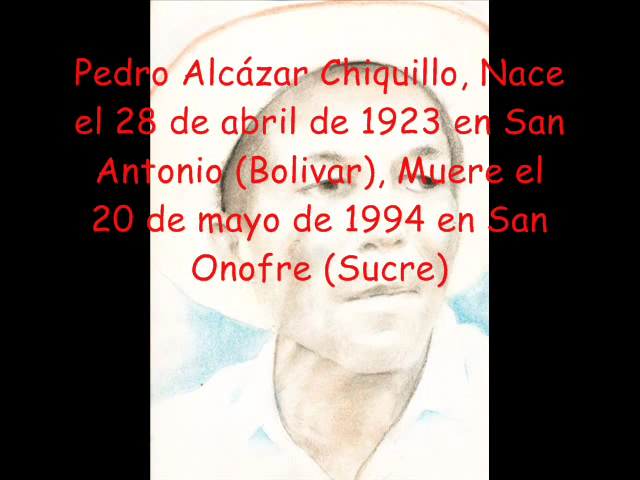 Pedro Alcázar Chiquillo, Nace
el 28 de abril de 1923 en San
Antonio (Bolivar), Muere el
20 de mayo de 1994 en San
Onofre (Sucre)